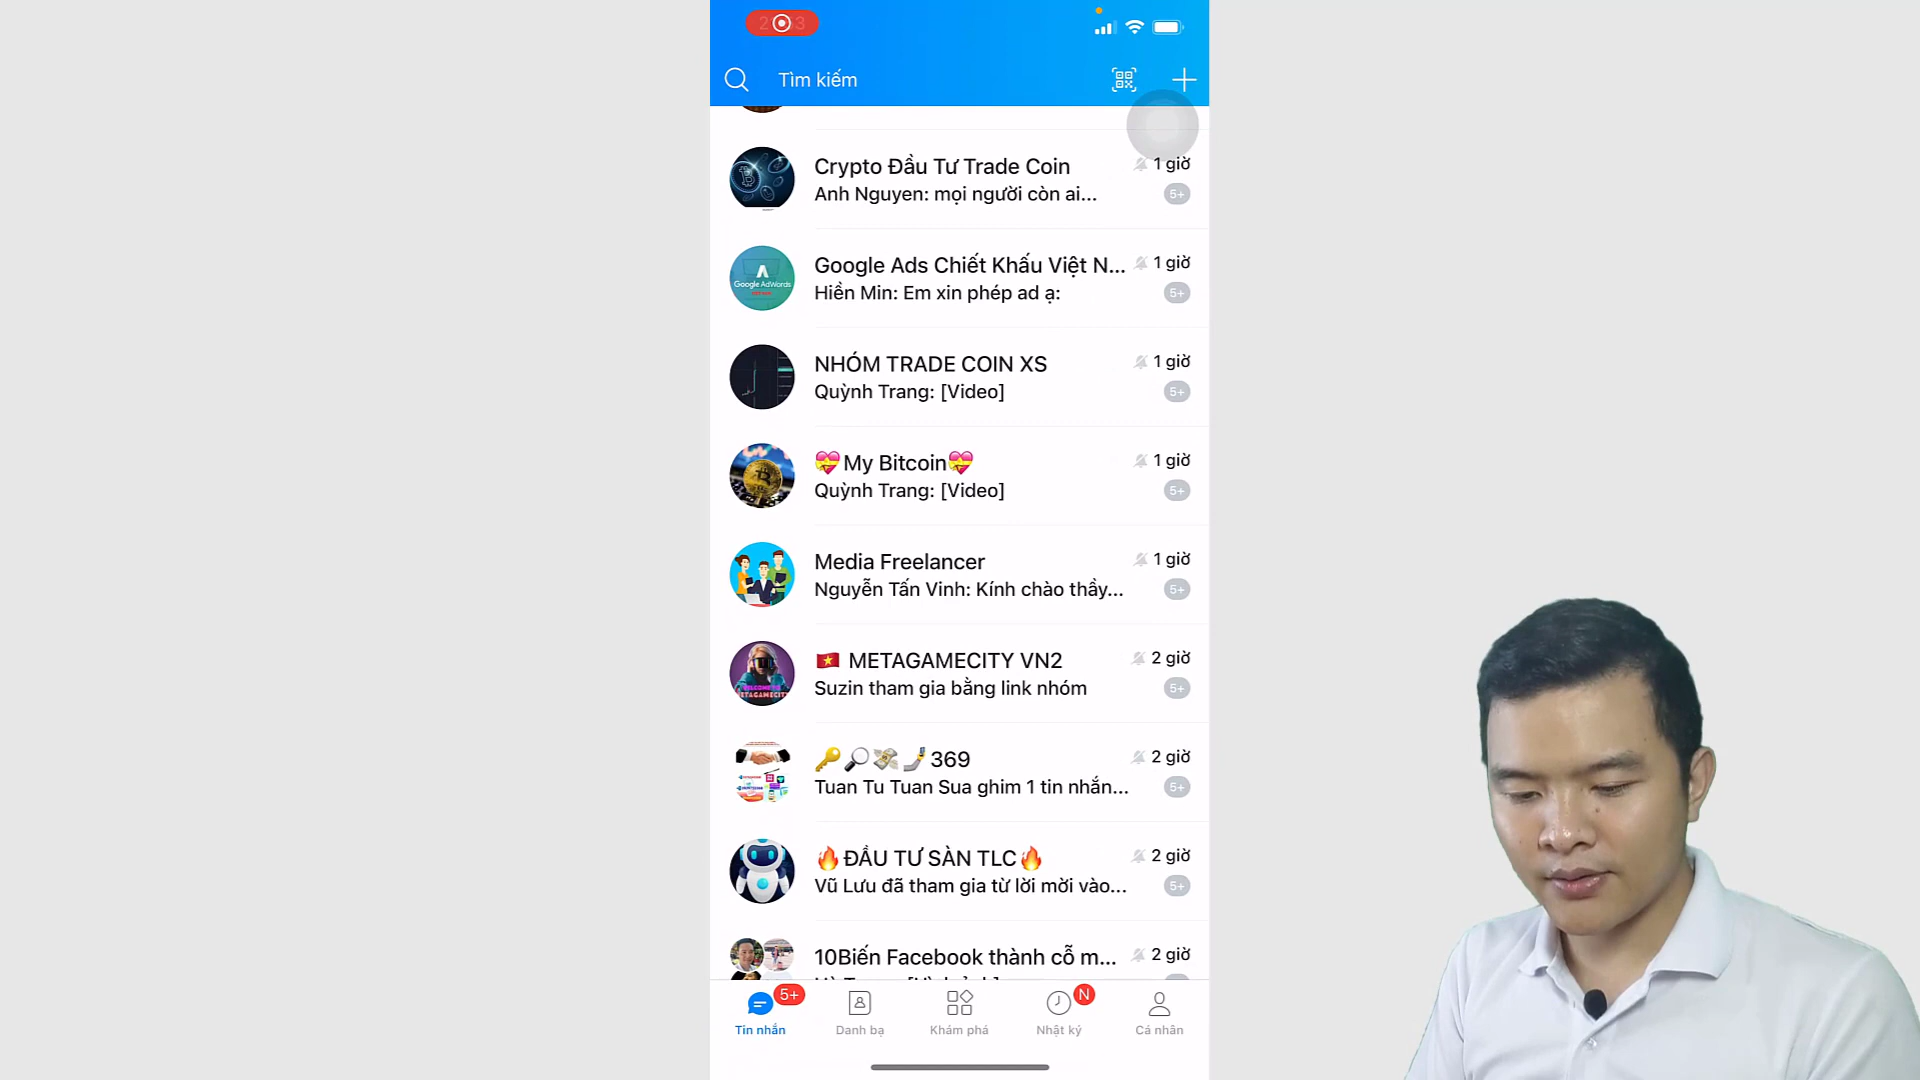 Tìm kiếm
Crypto Đầu Tư Trade Coin
1 giờ
Anh Nguyen: mọi người còn ai...
5+
Google Ads Chiết Khấu Việt N...
1 giờ
Google AdWords
Hiền Min: Em xin phép ad ạ:
5+
NHÓM TRADE COIN XS
1 giờ
Quỳnh Trang: [Video]
5+
💝My Bitcoin💝
1 giờ
Quỳnh Trang: [Video]
5+
Media Freelancer
1 giờ
Nguyễn Tấn Vinh: Kính chào thầy...
5+
🇻🇳 METAGAMECITY VN2
2 giờ
Suzin tham gia bằng link nhóm
5+
🔑🔎💸🤳369
2 giờ
Tuan Tu Tuan Sua ghim 1 tin nhắn...
5+
🔥ĐẦU TƯ SÀN TLC🔥
2 giờ
Vũ Lưu đã tham gia từ lời mời vào...
5+
10Biến Facebook thành cỗ m...
2 giờ
5+
N
Tin nhắn
Danh bạ
Khám phá
Nhật ký
Cá nhân